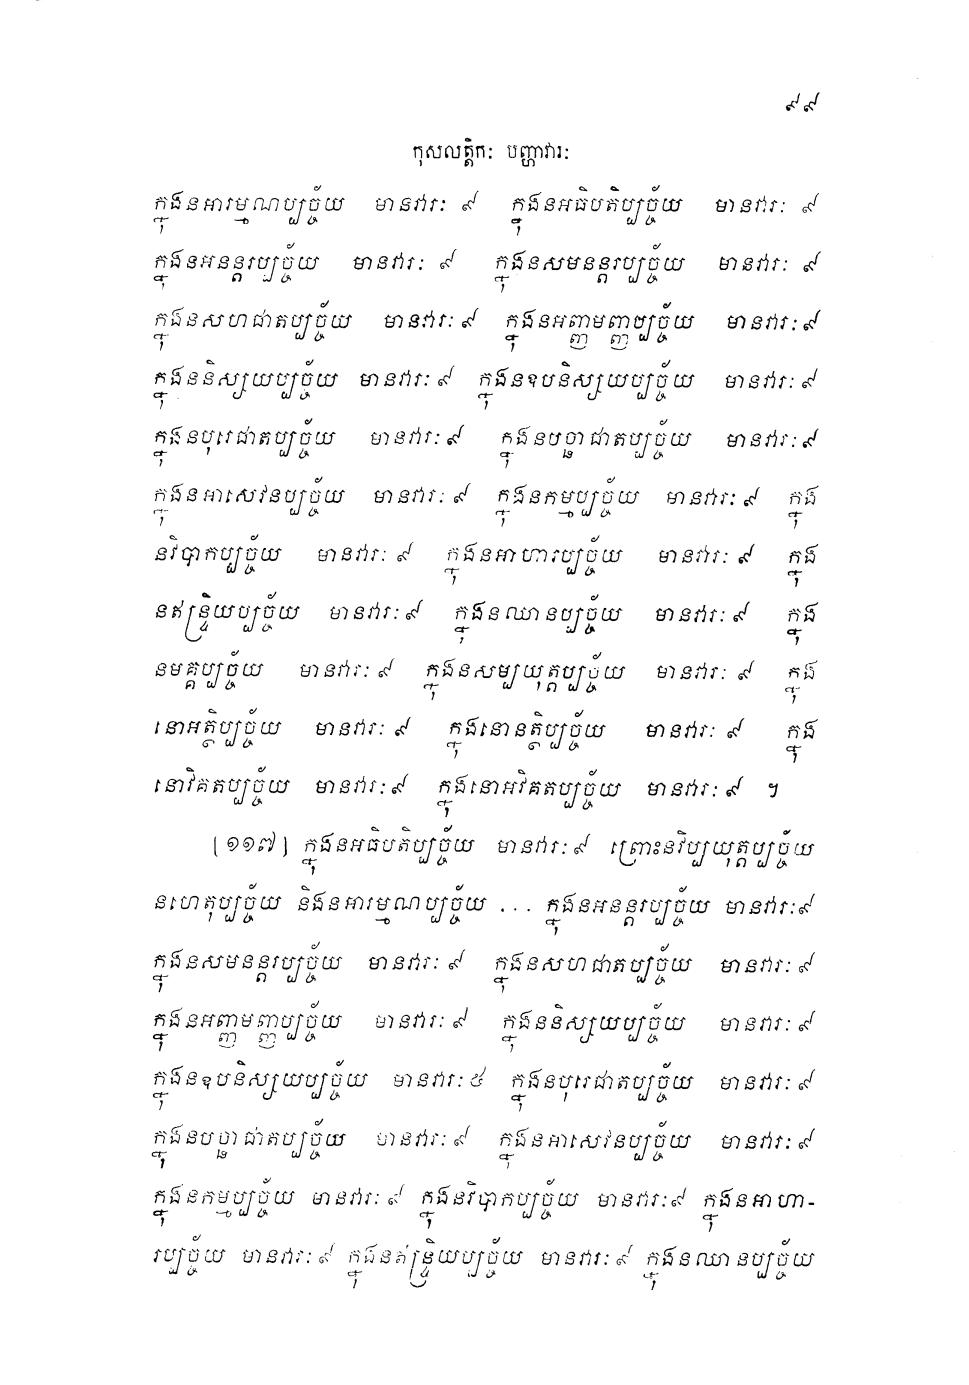 ៩៩
កុសលត្តិកៈ បញ្ហាវារៈ
ក្នុងនអារម្មណប្បច្ច័យ មានវារៈ ៩ ក្នុងនអធិបតិប្បច្ច័យ មានវារៈ ៩
ក្នុងនអនន្តរប្បច្ច័យ មានវារៈ ៩ ក្នុងនសមនន្តរប្បច្ច័យ មានវារៈ ៩
ក្នុងនសហជាតប្បច្ច័យ មានវារៈ ៩ ក្នុងនអញ្ញាមញ្ញប្បច្ច័យ មានវារៈ ៩
ក្នុងននិស្សយប្បច្ច័យ មានវារៈ ៩ ក្នុងនឧបនិស្សយប្បច្ច័យ មានវារៈ ៩
ក្នុងនបុរេជាតប្បច្ច័យ មានវារៈ ៩ ក្នុងនបច្ឆាជាតប្បច្ច័យ មានវារៈ ៩
ក្នុងនអាសេវនប្បច្ច័យ មានវារៈ ៩ ក្នុងនកម្មប្បច្ច័យ មានវារៈ ៩ ក្នុង
នវិបាកប្បច្ច័យ មានវារៈ ៩ ក្នុងនអាហារប្បច្ច័យ មានវារៈ ៩ ក្នុង
នឥន្ទ្រិយប្បច្ច័យ មានវារៈ ៩ ក្នុងនឈានប្បច្ច័យ មានវារៈ ៩ ក្នុង
នមគ្គប្បច្ច័យ មានវារៈ ៩ ក្នុងនសម្បយុត្តប្បច្ច័យ មានវារៈ ៩ ក្នុង
នោអត្ថិប្បច្ច័យ មានវារៈ ៩ ក្នុងនោនត្ថិប្បច្ច័យ មានវារៈ ៩ ក្នុង
នោវិគតប្បច្ច័យ មានវារៈ ៩ ក្នុងនោអវិគតប្បច្ច័យ មានវារៈ ៩ ។
[១១៧] ក្នុងនអធិបតិប្បច្ច័យ មានវារៈ ៩ ព្រោះនវិប្បយុត្តប្បច្ច័យ
នហេតុប្បច្ច័យ និងនអារម្មណប្បច្ច័យ ... ក្នុងនអនន្តរប្បច្ច័យ មានវារៈ ៩
ក្នុងនសមនន្តរប្បច្ច័យ មានវារៈ ៩ ក្នុងនសហជាតប្បច្ច័យ មានវារៈ ៩
ក្នុងនអញ្ញាមញ្ញប្បច្ច័យ មានវារៈ ៩ ក្នុងននិស្សយប្បច្ច័យ មានវារៈ ៩
ក្នុងនឧបនិស្សយប្បច្ច័យ មានវារៈ ៥ ក្នុងនបុរេជាតប្បច្ច័យ មានវារៈ ៩
ក្នុងនបច្ឆាជាតប្បច្ច័យ មានវារៈ ៩ ក្នុងនអាសេវនប្បច្ច័យ មានវារៈ ៩
ក្នុងនកម្មប្បច្ច័យ មានវារៈ ៩ ក្នុងនវិបាកប្បច្ច័យ មានវារៈ ៩ ក្នុងនអាហា-
រប្បច្ច័យ មានវារៈ ៩ ក្នុងនឥន្ទ្រិយប្បច្ច័យ មានវារៈ ៩ ក្នុងនឈានប្បច្ច័យ